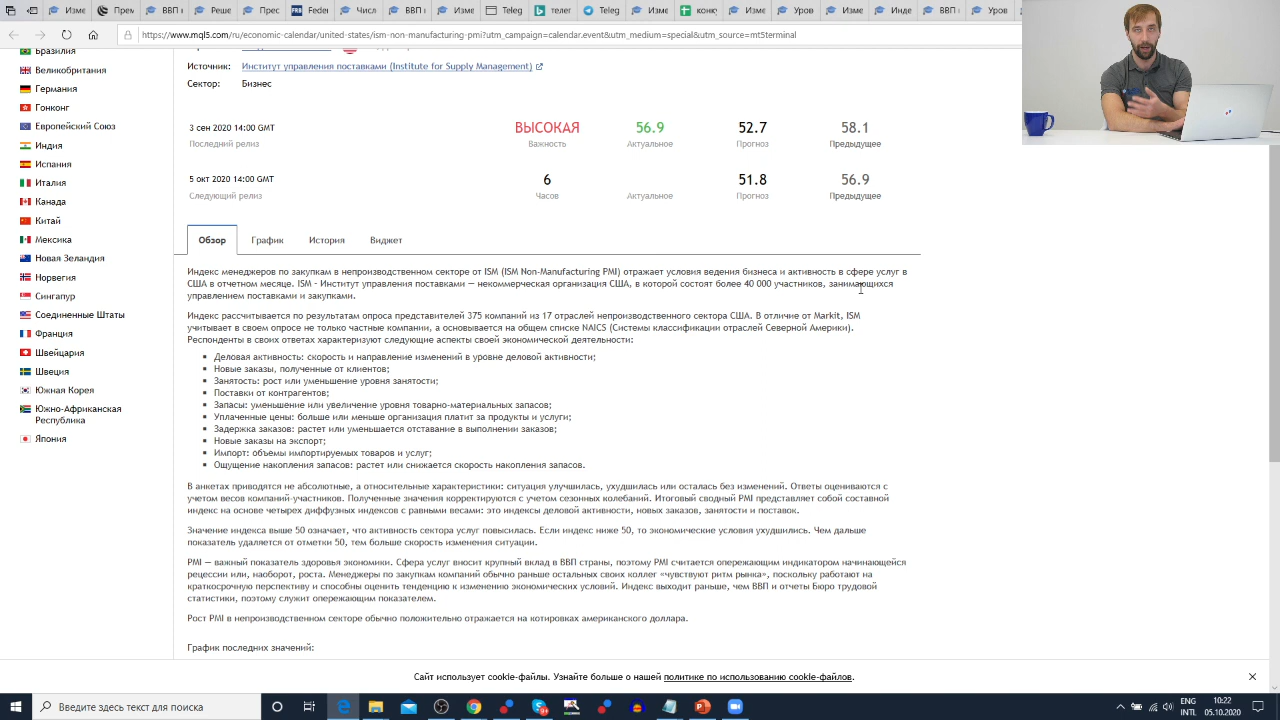 ВВП п
Пром
Уров
FRS
Проте
Инде
Teleg
телег
Telegr
Изме
конку
Изме
Уров
Изме
Инде
ВВП (
Инде
ВВП (
Уров
https://www.mql5.com/ru/economic-calendar/united-states/ism-non-manufacturing-pmi?utm_campaign=calendar.event&utm_medium=special&utm_source=mt5terminal
Бразилия
Великобритания
Германия
Гонконг
Европейский Союз
Индия
Испания
Италия
Канада
Китай
Мексика
Новая Зеландия
Норвегия
Сингапур
Соединенные Штаты
Франция
Швейцария
Швеция
Южная Корея
Южно-Африканская
Республика
Япония
Источник: Институт управления поставками (Institute for Supply Management)
Сектор: Бизнес
3 сен 2020 14:00 GMT ВЫСОКАЯ 56.9 52.7 58.1
Последний релиз Важность Актуальное Прогноз Предыдущее
5 окт 2020 14:00 GMT 6 51.8 56.9
Следующий релиз Часов Актуальное Прогноз Предыдущее
Обзор График История Виджет
Индекс менеджеров по закупкам в непроизводственном секторе от ISM (ISM Non-Manufacturing PMI) отражает условия ведения бизнеса и активность в сфере услуг в
США в отчетном месяце. ISM - Институт управления поставками — некоммерческая организация США, в которой состоят более 40 000 участников, занимающихся
управлением поставками и закупками.
Индекс рассчитывается по результатам опроса представителей 375 компаний из 17 отраслей непроизводственного сектора США. В отличие от Markit, ISM
учитывает в своем опросе не только частные компании, а основывается на общем списке NAICS (Системы классификации отраслей Северной Америки).
Респонденты в своих ответах характеризуют следующие аспекты своей экономической деятельности:
Деловая активность: скорость и направление изменений в уровне деловой активности;
Новые заказы, полученные от клиентов;
Занятость: рост или уменьшение уровня занятости;
Поставки от контрагентов;
Запасы: уменьшение или увеличение уровня товарно-материальных запасов;
Уплаченные цены: больше или меньше организация платит за продукты и услуги;
Задержка заказов: растет или уменьшается отставание в выполнении заказов;
Новые заказы на экспорт;
Импорт: объемы импортируемых товаров и услуг;
Ощущение накопления запасов: растет или снижается скорость накопления запасов.
В анкетах приводятся не абсолютные, а относительные характеристики: ситуация улучшилась, ухудшилась или осталась без изменений. Ответы оцениваются с
учетом весов компаний-участников. Полученные значения корректируются с учетом сезонных колебаний. Итоговый сводный PMI представляет собой составной
индекс на основе четырех диффузных индексов с равными весами: это индексы деловой активности, новых заказов, занятости и поставок.
Значение индекса выше 50 означает, что активность сектора услуг повысилась. Если индекс ниже 50, то экономические условия ухудшились. Чем дальше
показатель удаляется от отметки 50, тем больше скорость изменения ситуации.
PMI — важный показатель здоровья экономики. Сфера услуг вносит крупный вклад в ВВП страны, поэтому PMI считается опережающим индикатором начинающейся
рецессии или, наоборот, роста. Менеджеры по закупкам компаний обычно раньше остальных своих коллег «чувствуют ритм рынка», поскольку работают на
краткосрочную перспективу и способны оценить тенденцию к изменению экономических условий. Индекс выходит раньше, чем ВВП и отчеты Бюро трудовой
статистики, поэтому служит опережающим показателем.
Рост PMI в непроизводственном секторе обычно положительно отражается на котировках американского доллара.
График последних значений:
Сайт использует cookie-файлы. Узнайте больше о нашей политике по использованию cookie-файлов.
Введите здесь текст для поиска
ENG
INTL
10:22
05.10.2020